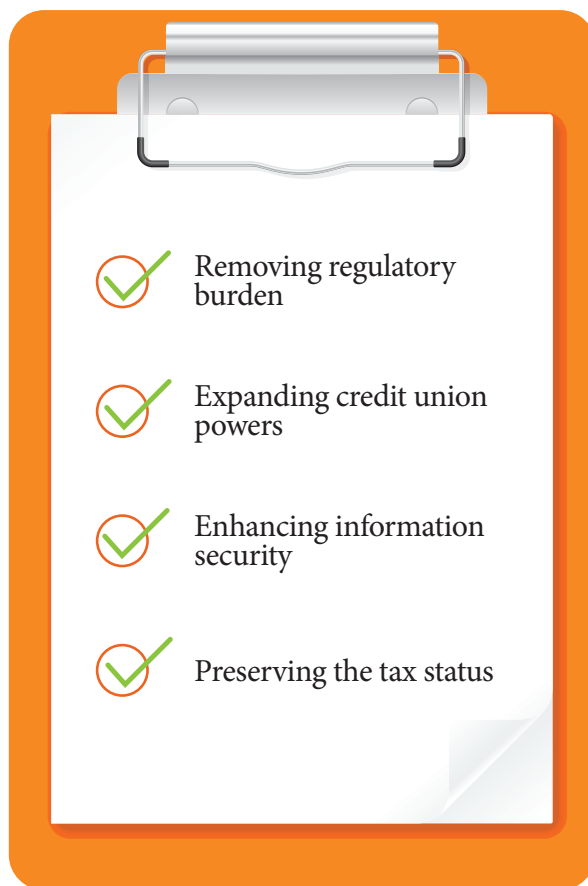 Removing regulatory
burden
Expanding credit union
powers
Enhancing information
security
Preserving the tax status